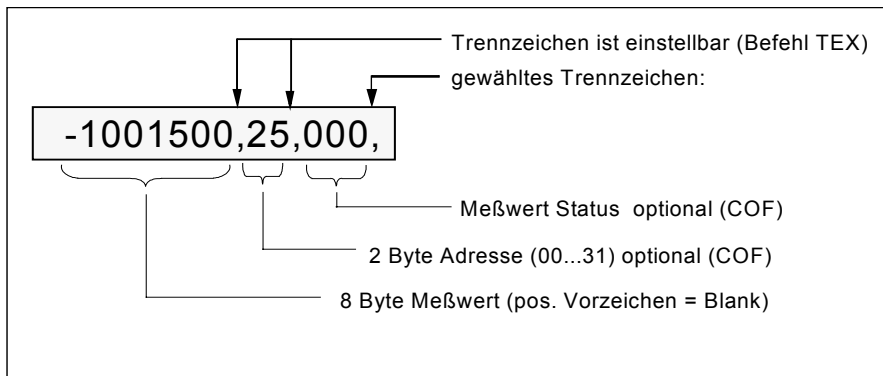 Trennzeichen ist einstellbar (Befehl TEX)
gewähltes Trennzeichen:
-1001500,25,000,
Meßwert Status optional (COF)
2 Byte Adresse (00...31) optional (COF)
8 Byte Meßwert (pos. Vorzeichen = Blank)